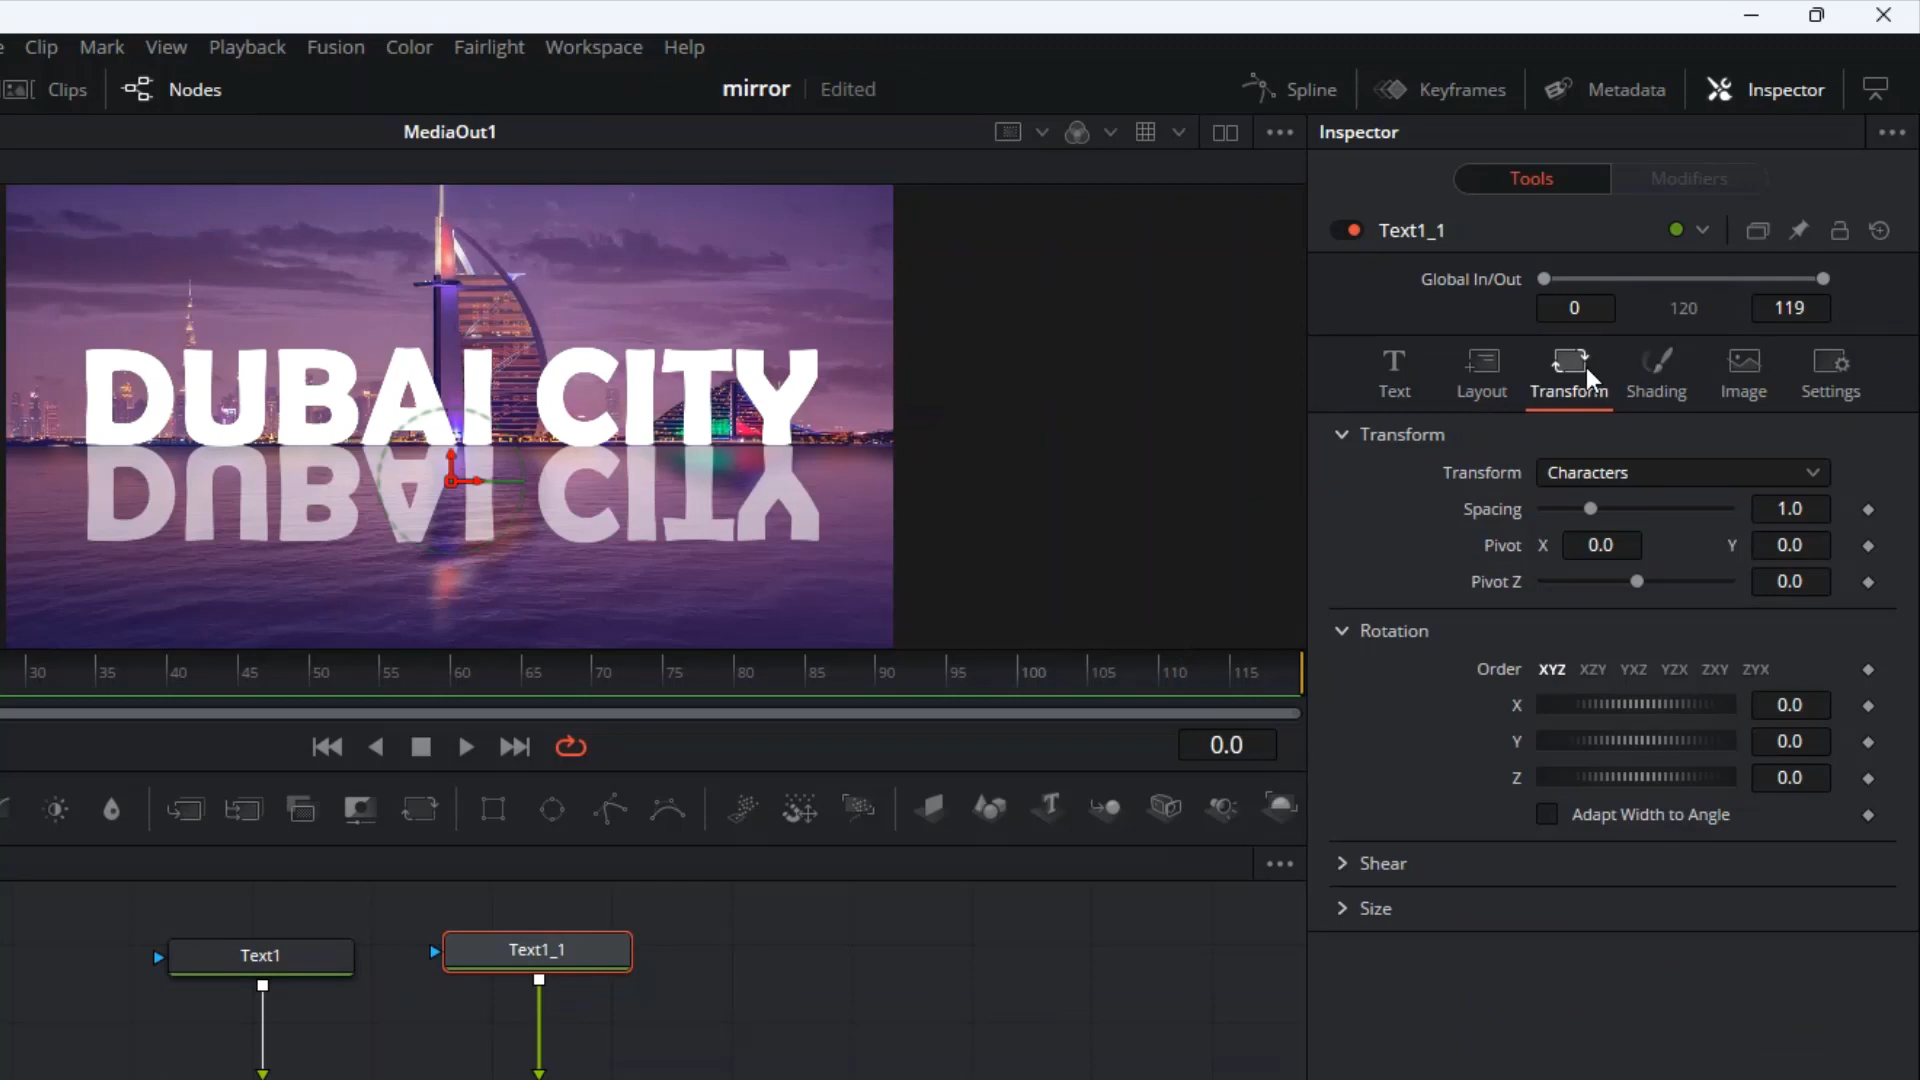 Clip Mark View Playback Fusion Color Fairlight Workspace Help
Clips Nodes mirror Edited Spline Keyframes Metadata Inspector
MediaOut1 Inspector
Tools Modifiers
Text1_1
Global In/Out
0 120 119
Text Layout Transform Shading Image Settings
DUBAI CITY
DUBAI CITY
Transform
Transform Characters
Spacing 1.0
Pivot X 0.0 Y 0.0
Pivot Z 0.0
Rotation
Order XYZ XZY YXZ YZX ZXY ZYX
X 0.0
Y 0.0
Z 0.0
Adapt Width to Angle
Shear
Size
30 35 40 45 50 55 60 65 70 75 80 85 90 95 100 105 110 115
0.0
Text1 Text1_1